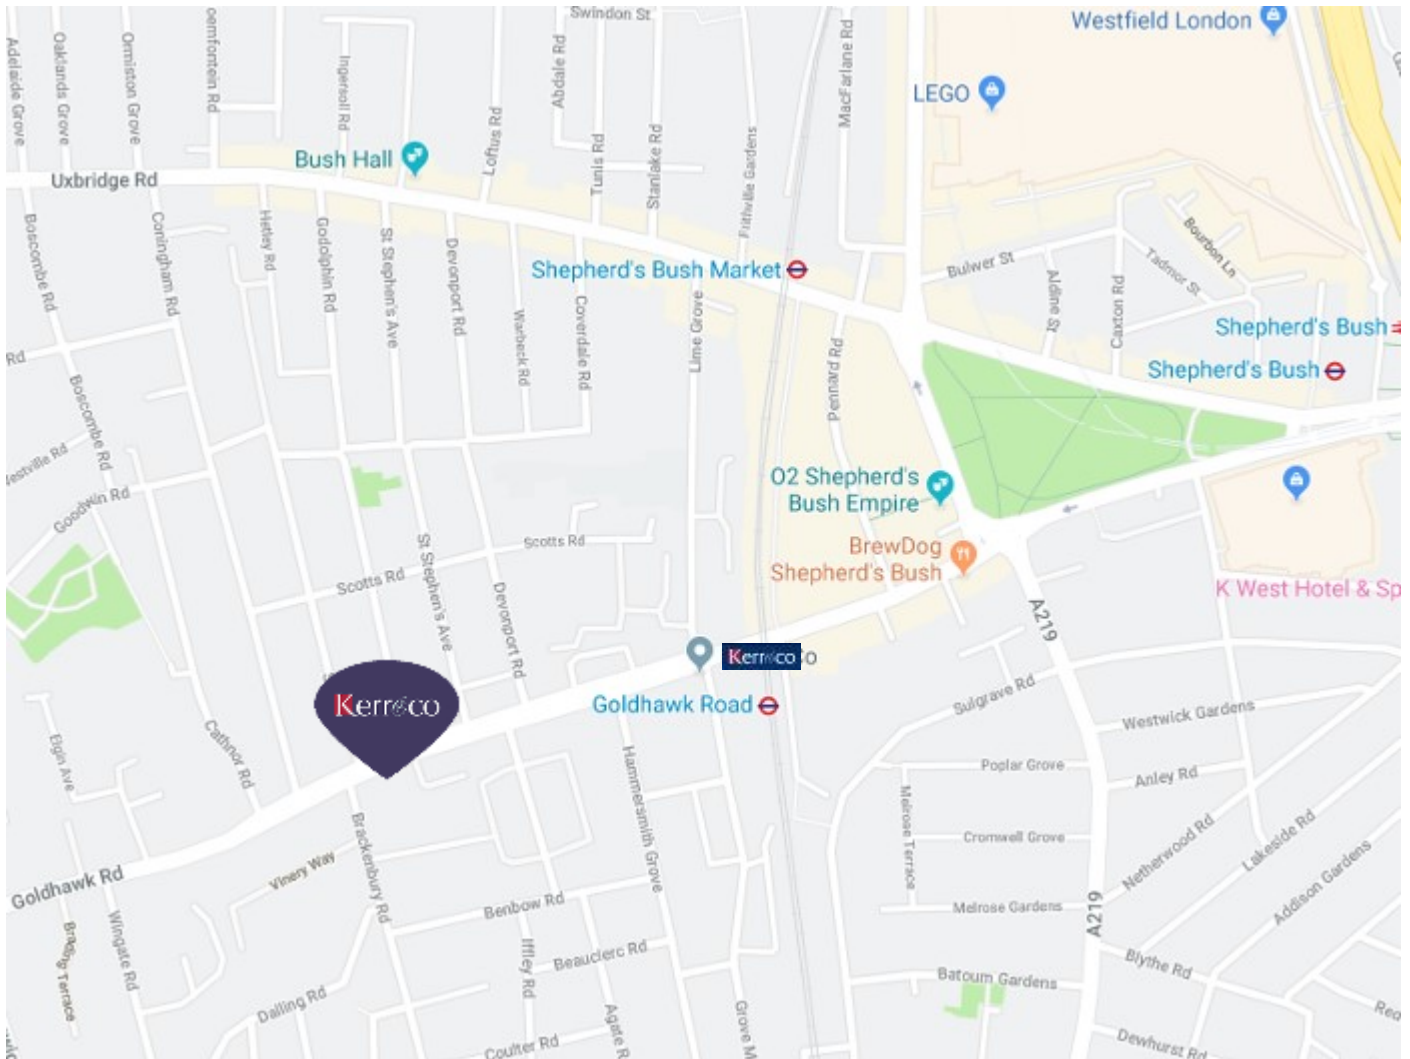 Swindon St
Westfield London
Adelaide Grove
Oaklands Grove
Ormiston Grove
oemfontein Rd
Ingersoll Rd
Loftus Rd
Abdale Rd
Tunis Rd
Stanlake Rd
Frithville Gardens
MacFarlane Rd
LEGO
Bush Hall
Uxbridge Rd
Boscombe Rd
Coningham Rd
Hetley Rd
Godolphin Rd
St Stephen's Ave
Devonport Rd
Warbeck Rd
Coverdale Rd
Lime Grove
Shepherd's Bush Market
Pennard Rd
Bulwer St
Aldine St
Caxton Rd
Tadmor St
Bourbon Ln
Shepherd's Bush
Shepherd's Bush
Rd
Boscombe Rd
estville Rd
Goodwin Rd
O2 Shepherd's
Bush Empire
BrewDog
Shepherd's Bush
K West Hotel & Sp
Scotts Rd
Scotts Rd
St Stephen's Ave
Devonport Rd
A219
Kerr&co
Kerr&co
o
Goldhawk Road
Sulgrave Rd
Westwick Gardens
Elgin Ave
Cathnor Rd
Hammersmith Grove
Poplar Grove
Anley Rd
Melrose Terrace
Cromwell Grove
Netherwood Rd
Lakeside Rd
Addison Gardens
Goldhawk Rd
Vinery Way
Brackenbury Rd
Benbow Rd
Melrose Gardens
A219
Wingate Rd
Terrace
Iffley Rd
Beauclerc Rd
Blythe Rd
Batoum Gardens
Dalling Rd
Agate R
Grove M
Coulter Rd
Dewhurst Rd
Red